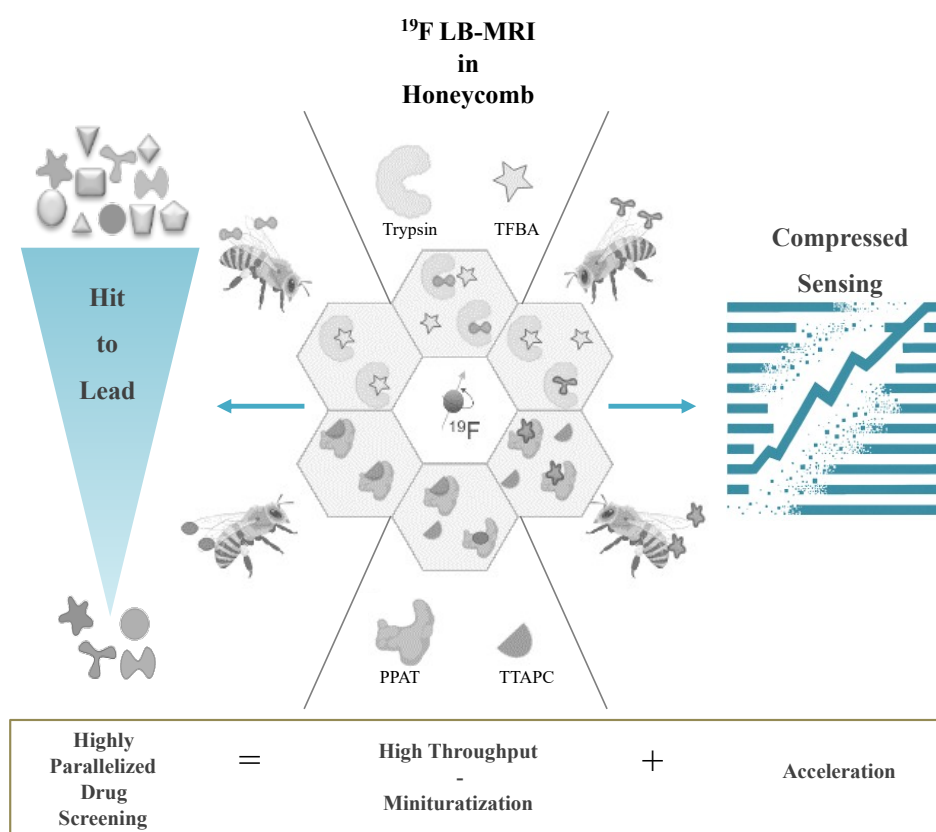 ¹⁹F LB-MRI
in
Honeycomb
Trypsin
TFBA
Hit
to
Lead
Compressed
Sensing
¹⁹F
PPAT
TTAPC
Highly
Parallelized
Drug
Screening
=
High Throughput
-
Minituratization
+
Acceleration